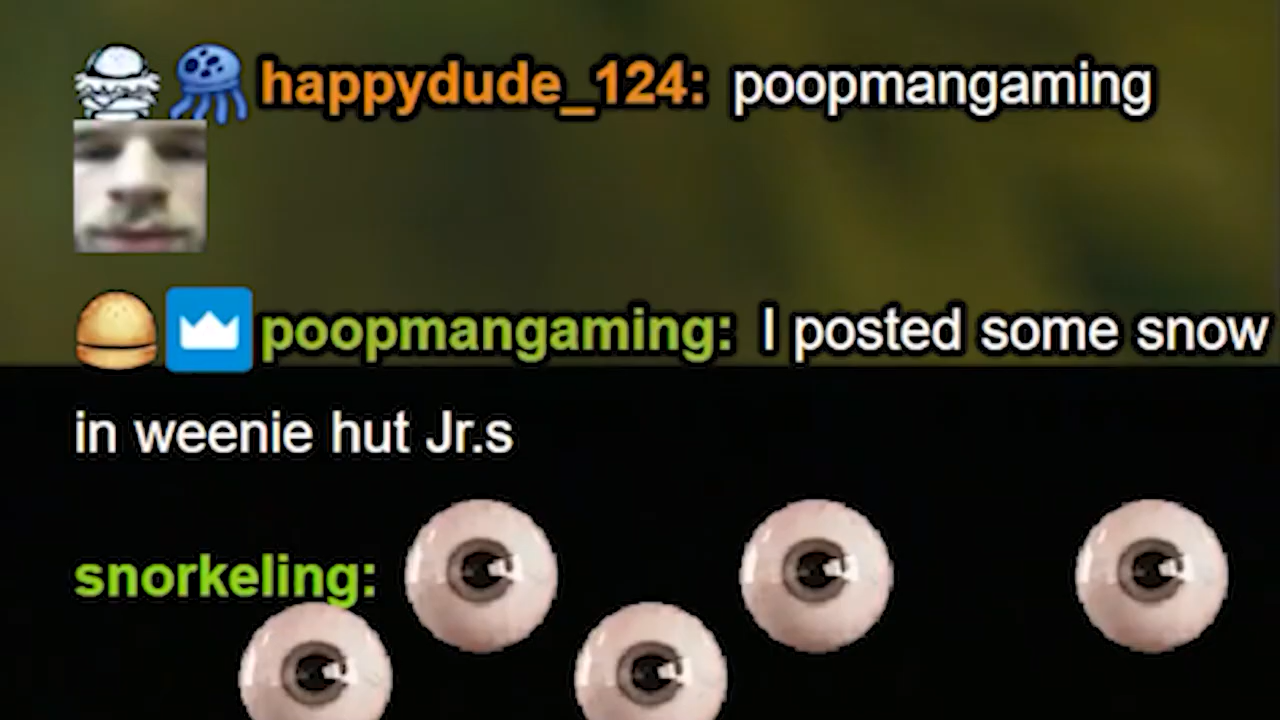 happydude_124: poopmangaming
poopmangaming: I posted some snow
in weenie hut Jr.s
snorkeling: